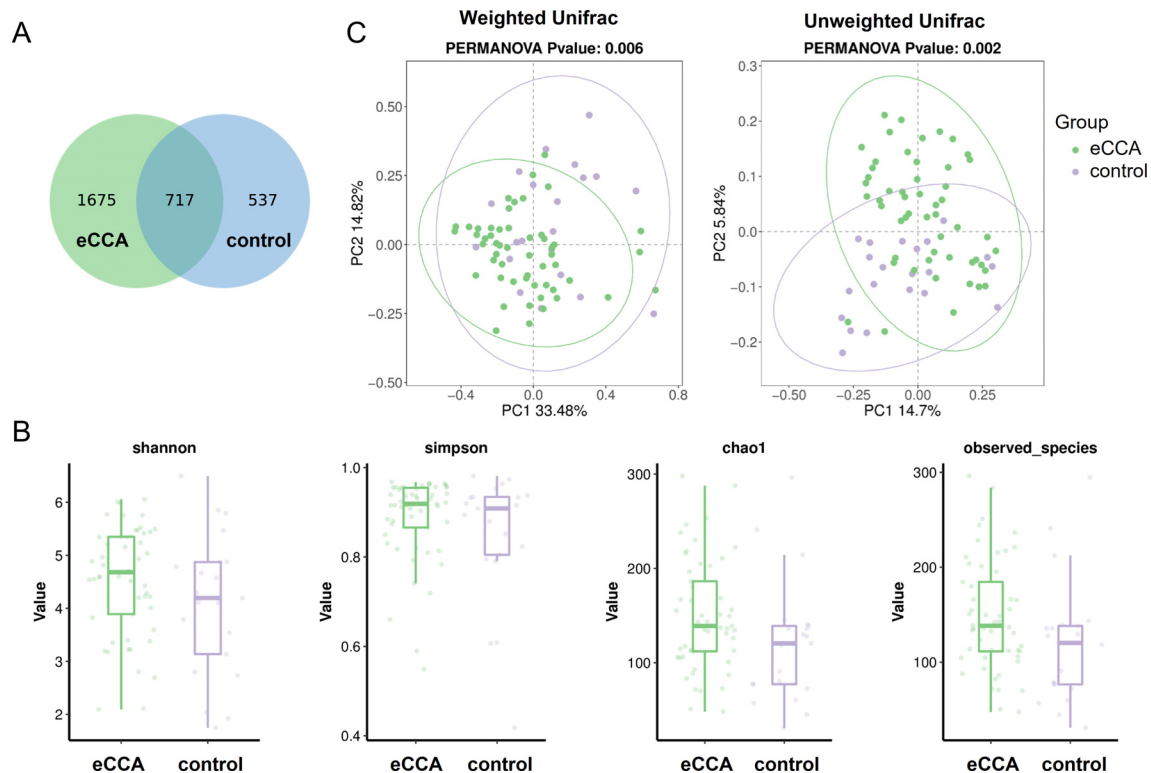 A
1675
717
537
eCCA
control
C
Weighted Unifrac
PERMANOVA Pvalue: 0.006
PC2 14.82%
0.50
0.25
0.00
−0.25
−0.50
−0.4
0.0
0.4
0.8
PC1 33.48%
Unweighted Unifrac
PERMANOVA Pvalue: 0.002
PC2 5.84%
0.3
0.2
0.1
0.0
−0.1
−0.2
−0.50
−0.25
0.00
0.25
PC1 14.7%
Group
eCCA
control
B
shannon
Value
6
5
4
3
2
eCCA
control
simpson
Value
1.0
0.8
0.6
0.4
eCCA
control
chao1
Value
300
200
100
eCCA
control
observed_species
Value
300
200
100
eCCA
control